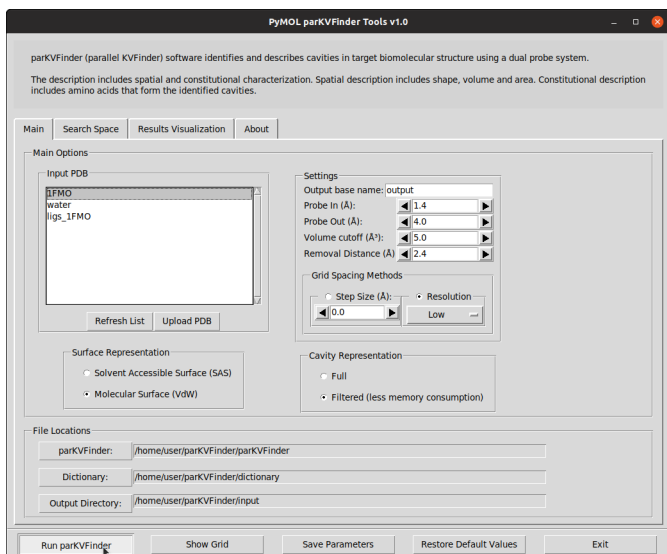 PyMOL parKVFinder Tools v1.0
parKVFinder (parallel KVFinder) software identifies and describes cavities in target biomolecular structure using a dual probe system.
The description includes spatial and constitutional characterization. Spatial description includes shape, volume and area. Constitutional description
includes amino acids that form the identified cavities.
Main Search Space Results Visualization About
Main Options
Input PDB
1FMO
water
ligs_1FMO
Refresh List Upload PDB
Settings
Output base name: output
Probe In (Å): 1.4
Probe Out (Å): 4.0
Volume cutoff (Å³): 5.0
Removal Distance (Å) 2.4
Grid Spacing Methods
Step Size (Å): Resolution
0.0 Low
Surface Representation
Solvent Accessible Surface (SAS)
Molecular Surface (VdW)
Cavity Representation
Full
Filtered (less memory consumption)
File Locations
parKVFinder: /home/user/parKVFinder/parKVFinder
Dictionary: /home/user/parKVFinder/dictionary
Output Directory: /home/user/parKVFinder/input
Run parKVFinder Show Grid Save Parameters Restore Default Values Exit